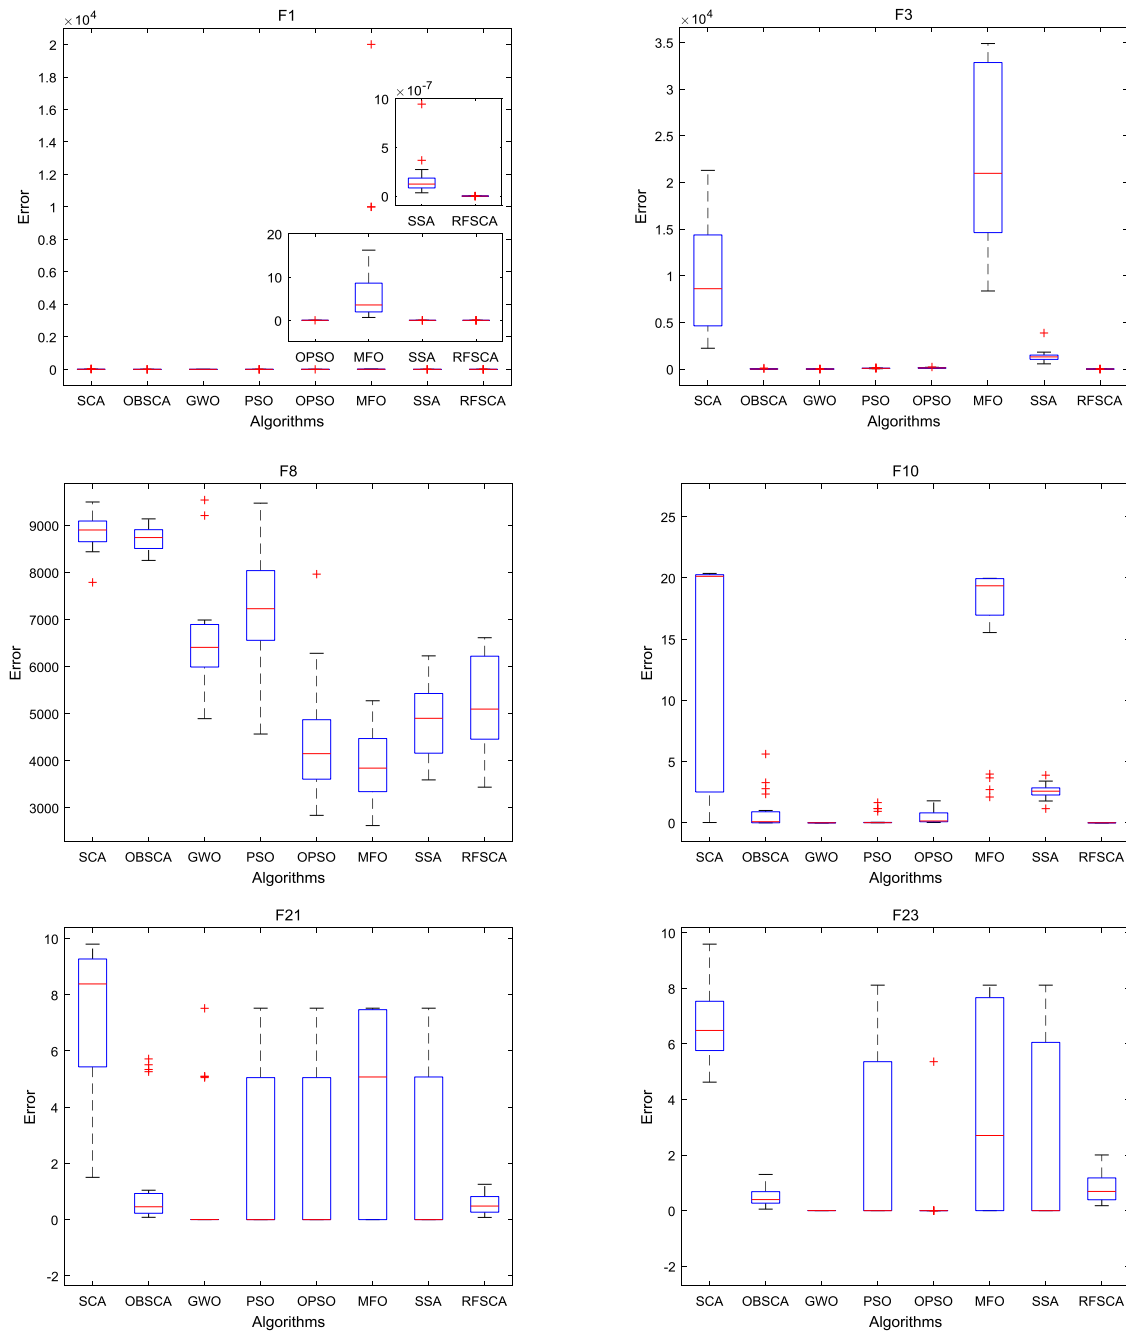 F1
×10^4
2
1.8
1.6
1.4
1.2
1
0.8
0.6
0.4
0.2
0
Error
×10^-7
10
5
0
SSA RFSCA
20
10
0
OPSO MFO SSA RFSCA
SCA OBSCA GWO PSO OPSO MFO SSA RFSCA
Algorithms
F3
×10^4
3.5
3
2.5
2
1.5
1
0.5
0
Error
SCA OBSCA GWO PSO OPSO MFO SSA RFSCA
Algorithms
F8
9000
8000
7000
6000
5000
4000
3000
Error
SCA OBSCA GWO PSO OPSO MFO SSA RFSCA
Algorithms
F10
25
20
15
10
5
0
Error
SCA OBSCA GWO PSO OPSO MFO SSA RFSCA
Algorithms
F21
10
8
6
4
2
0
-2
Error
SCA OBSCA GWO PSO OPSO MFO SSA RFSCA
Algorithms
F23
10
8
6
4
2
0
-2
Error
SCA OBSCA GWO PSO OPSO MFO SSA RFSCA
Algorithms